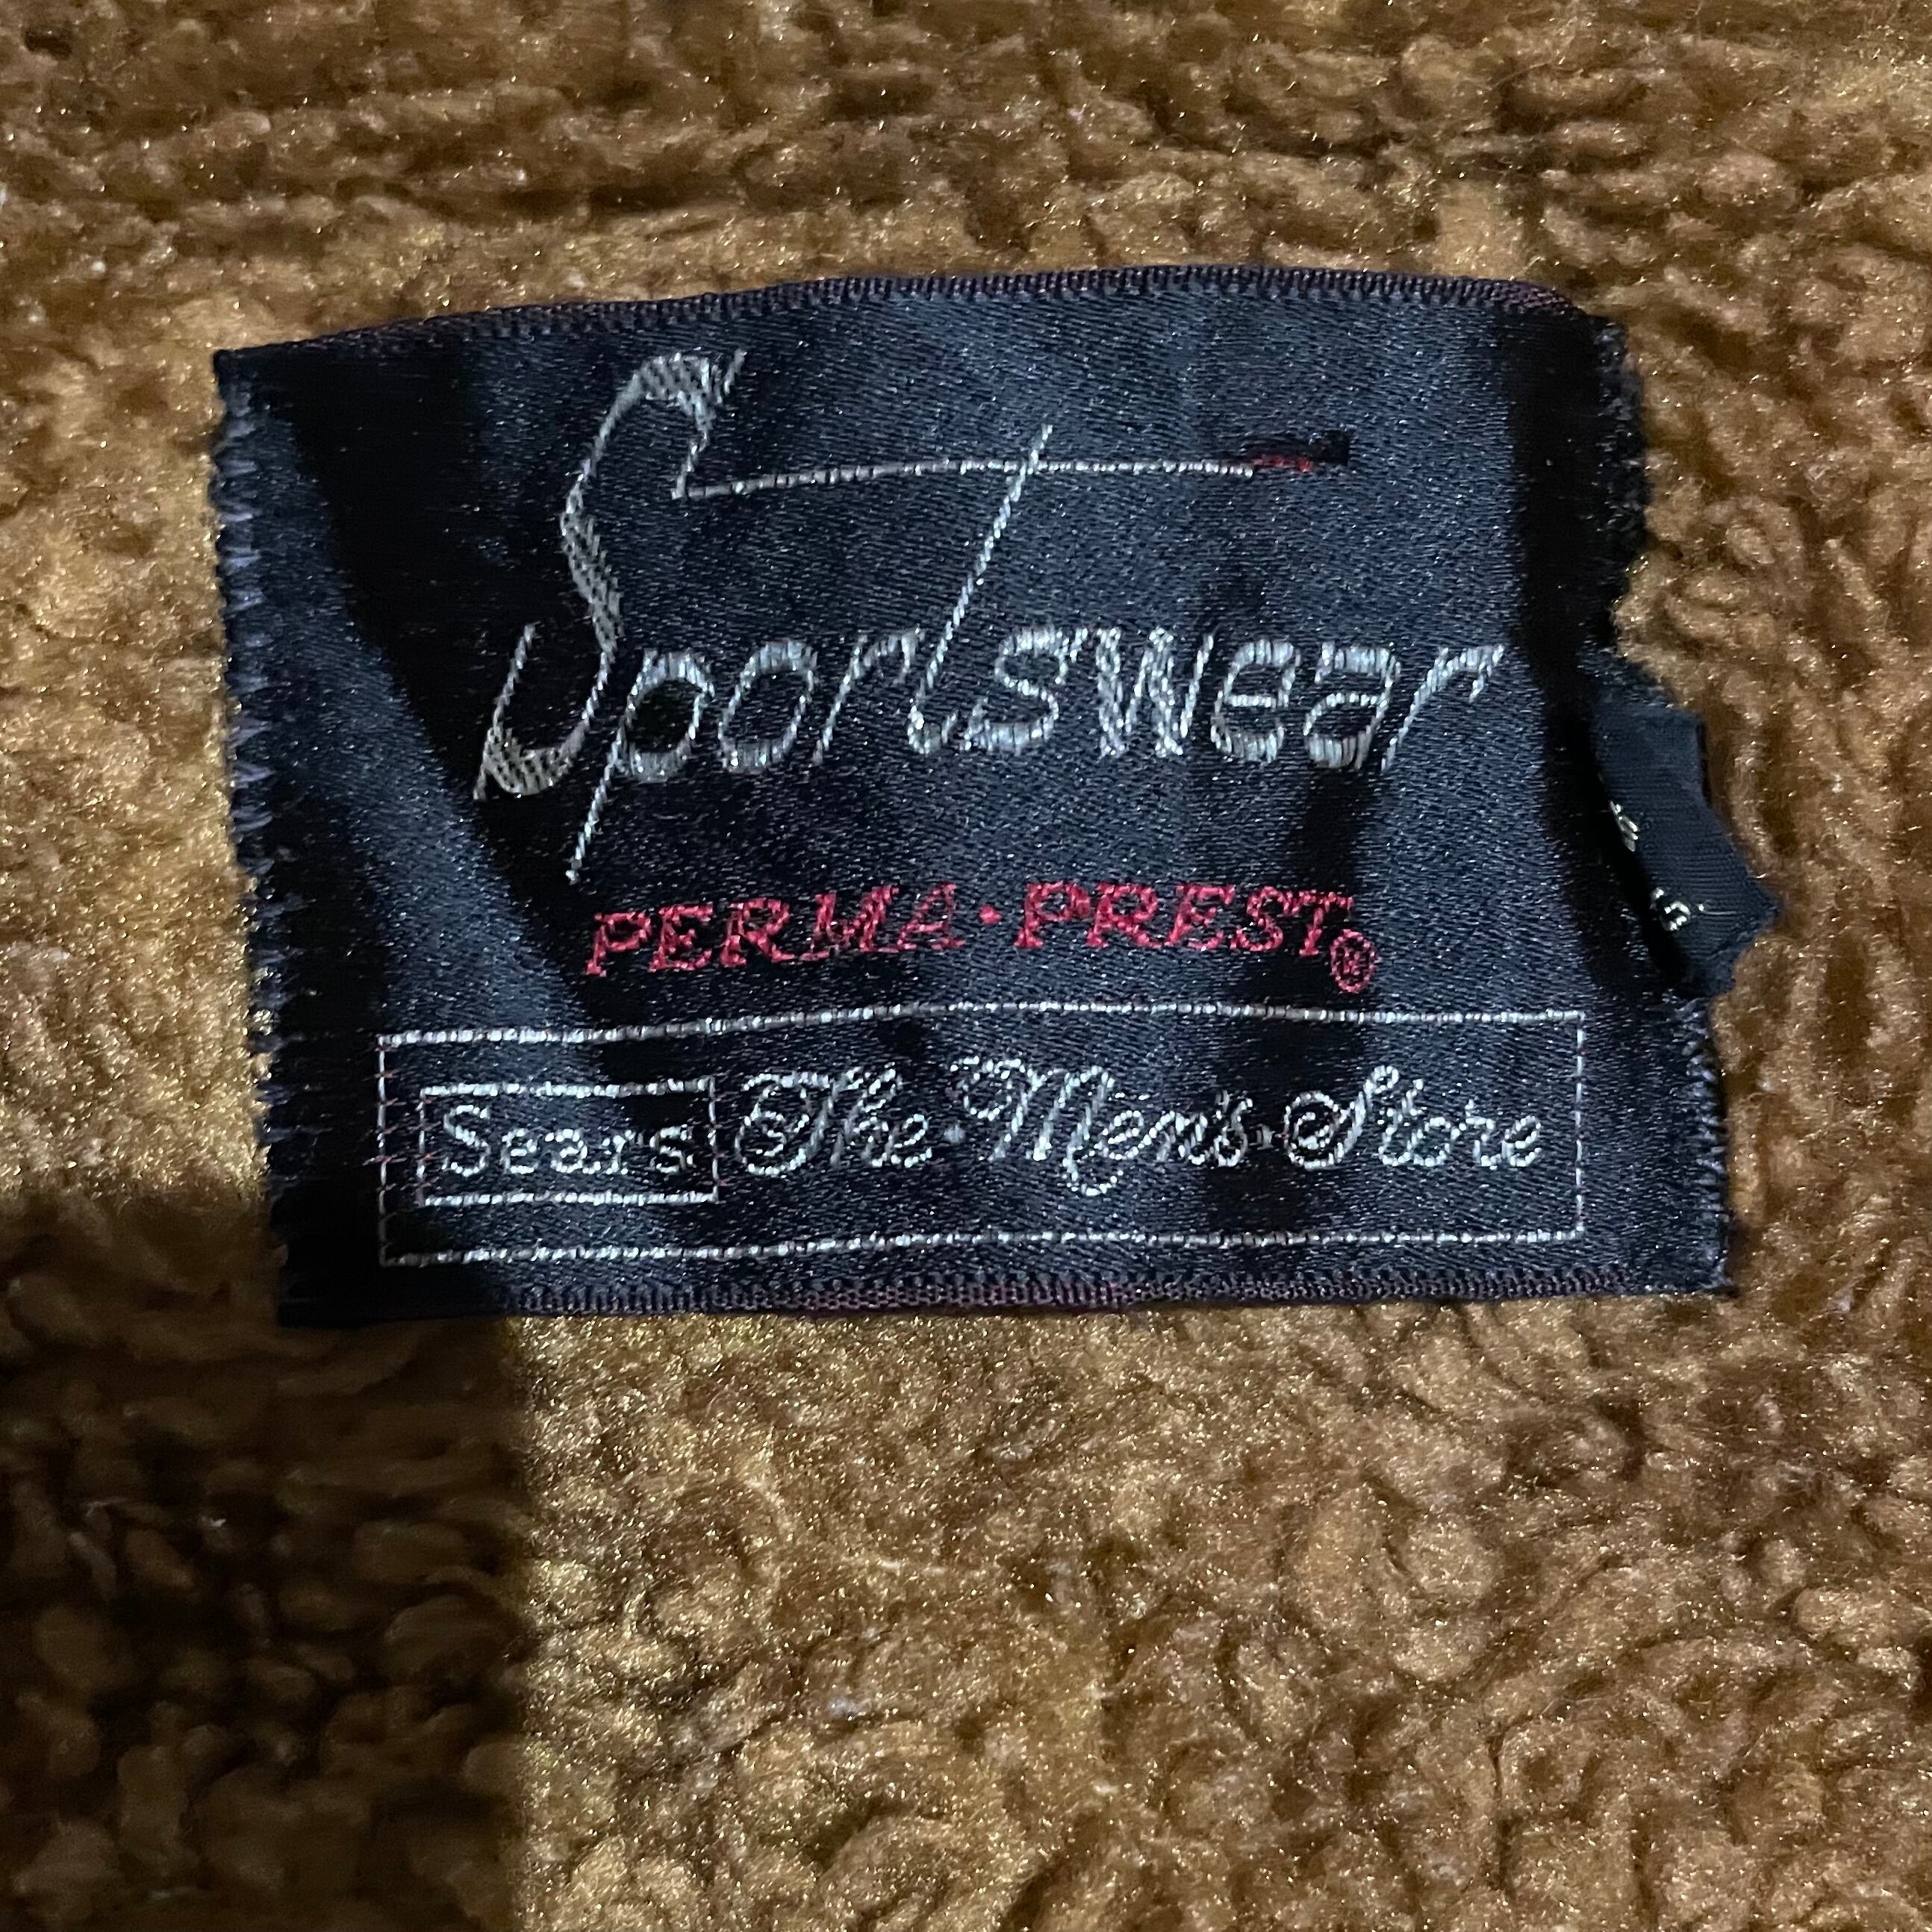 Sportswear
PERMA·PREST®
Sears The Men's Store